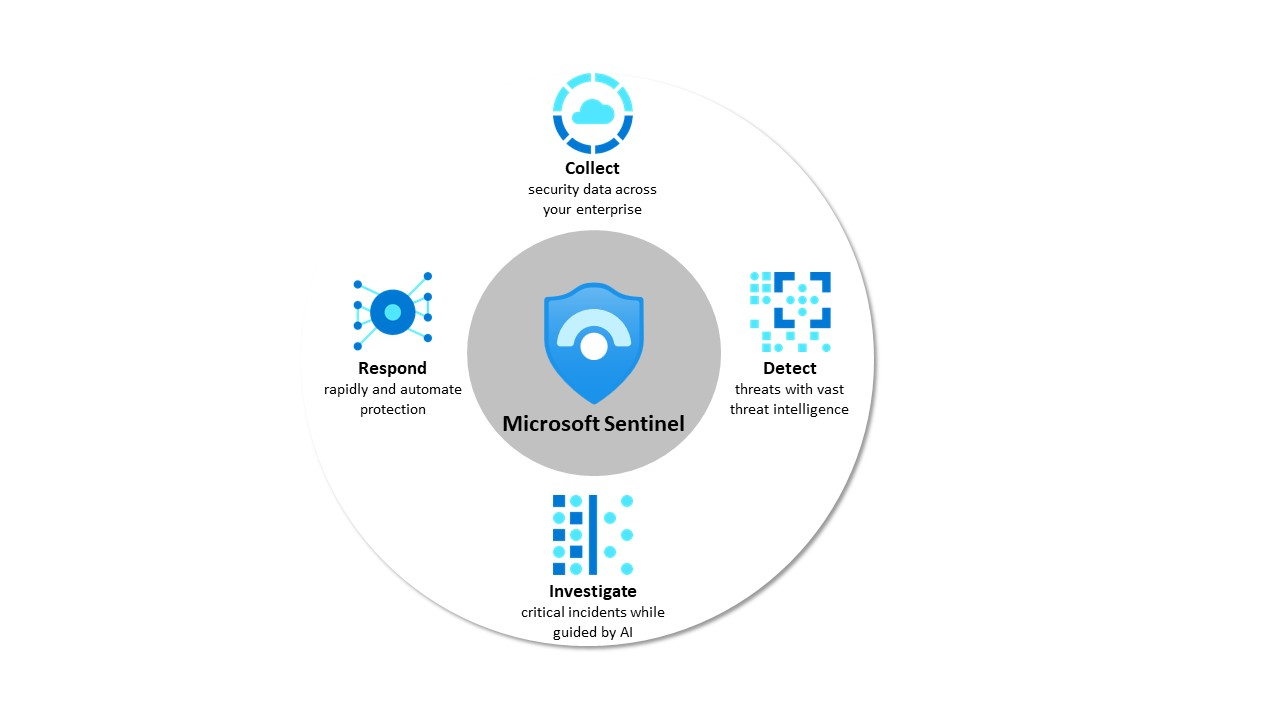 Collect
security data across
your enterprise
Respond
rapidly and automate
protection
Microsoft Sentinel
Detect
threats with vast
threat intelligence
Investigate
critical incidents while
guided by AI